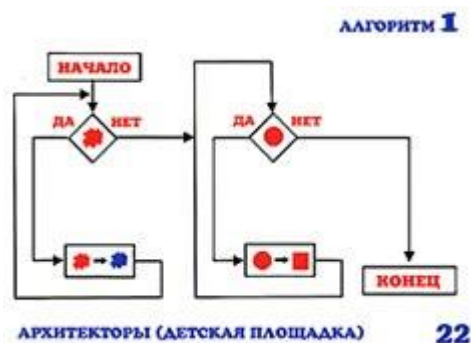 АЛГОРИТМ 1
НАЧАЛО
ДА НЕТ
ДА НЕТ
КОНЕЦ
АРХИТЕКТОРЫ (ДЕТСКАЯ ПЛОЩАДКА) 22